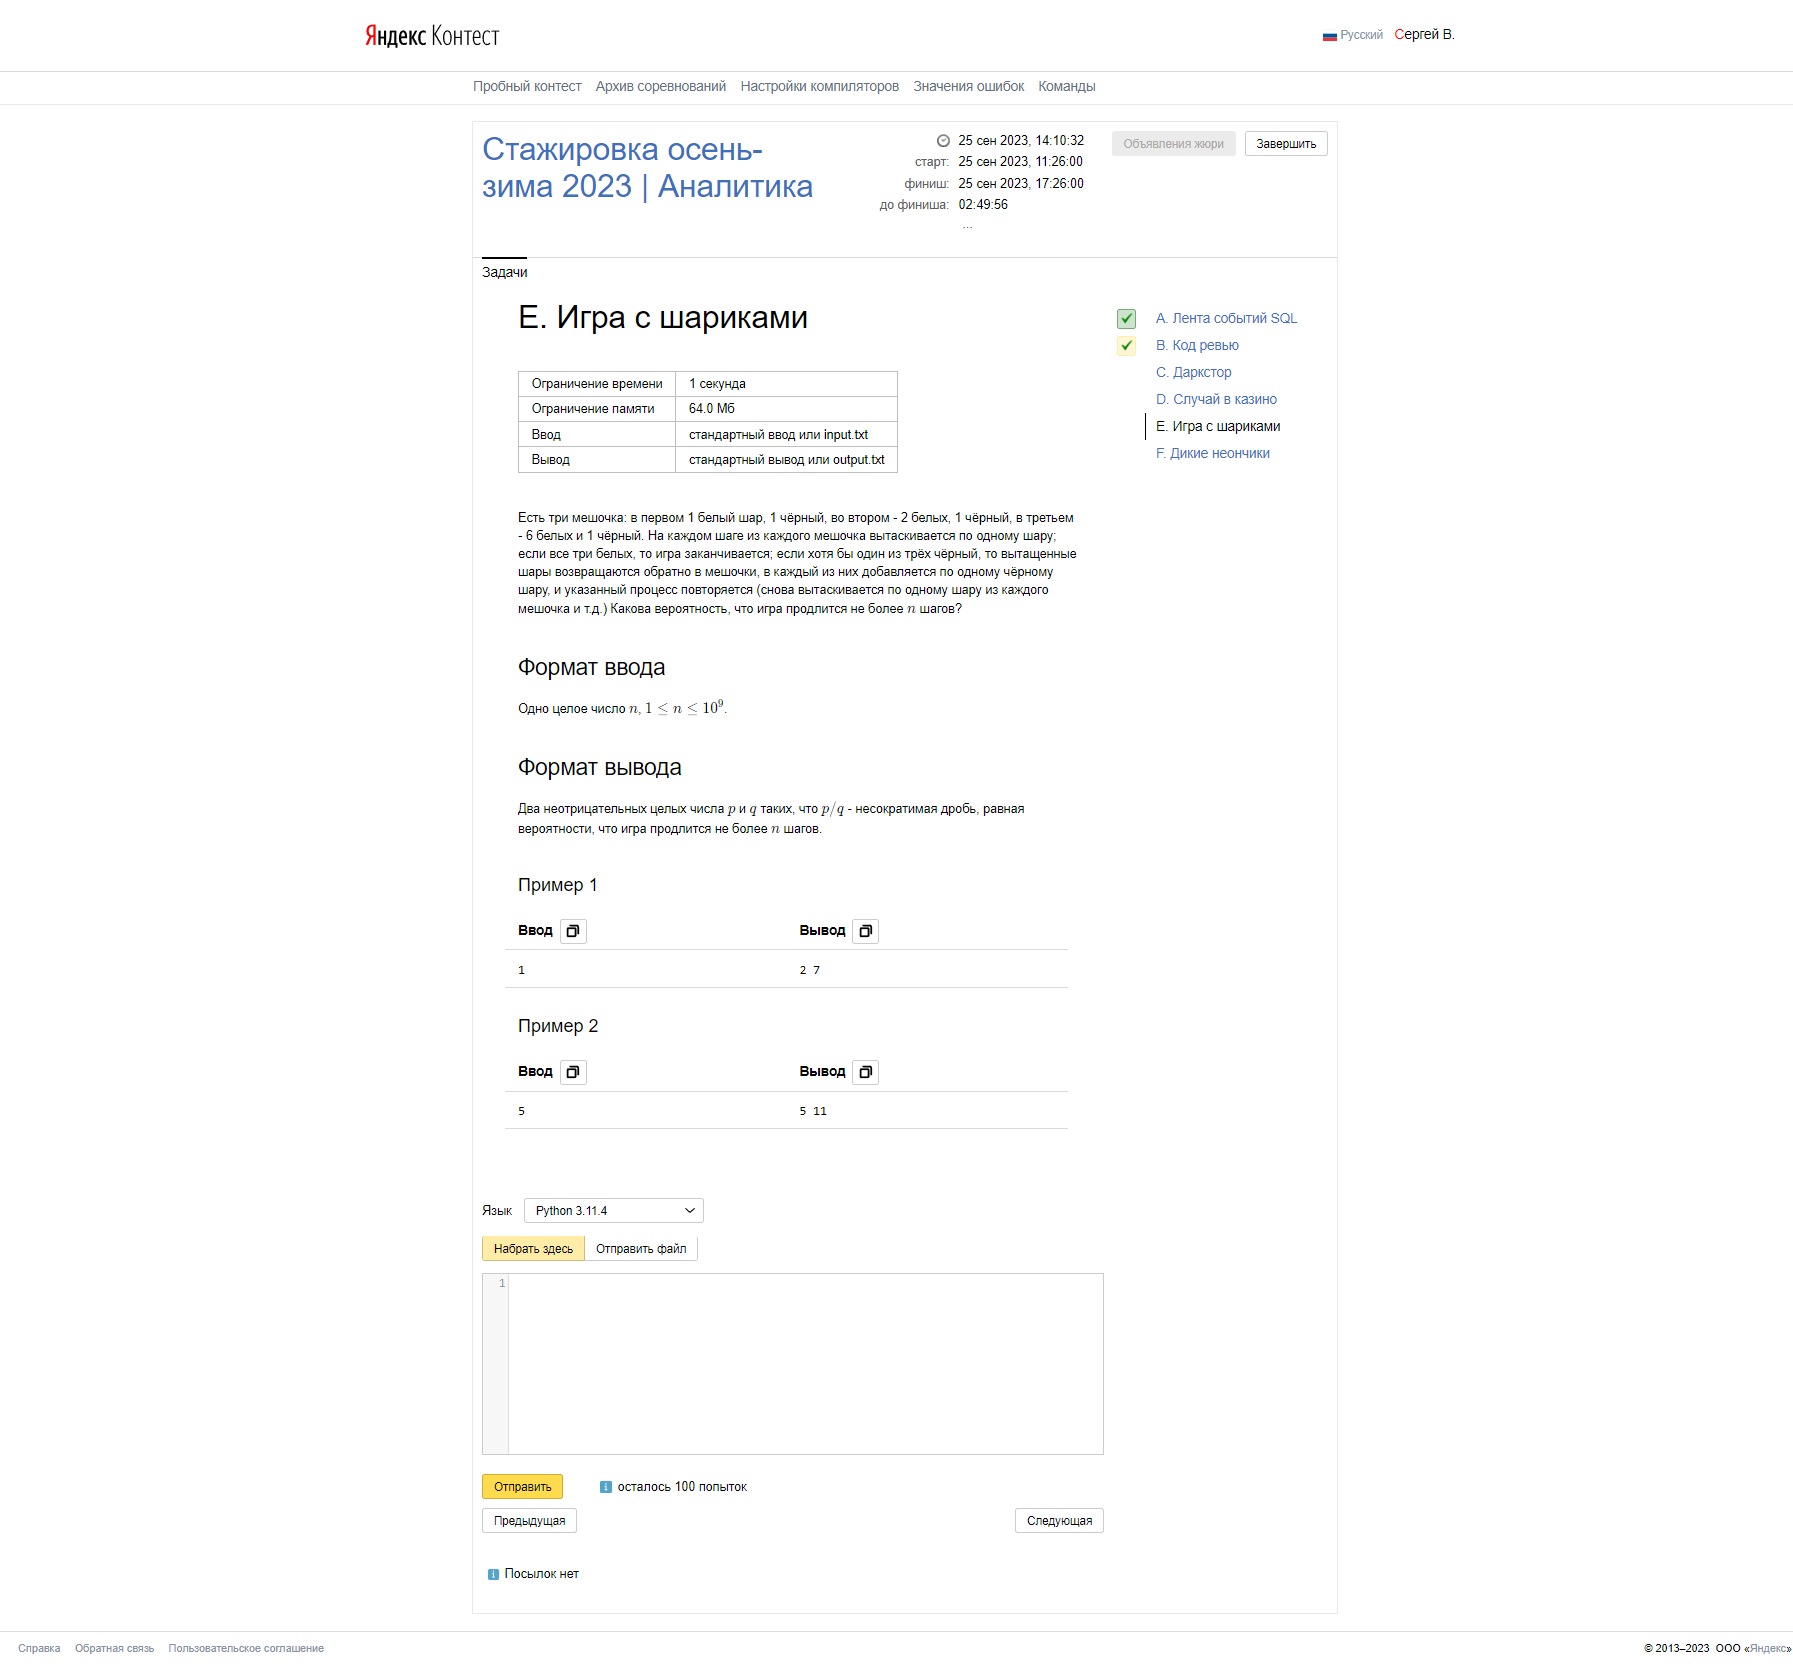 Яндекс Контест
Русский Сергей В.
Пробный контест Архив соревнований Настройки компиляторов Значения ошибок Команды
Стажировка осень-
зима 2023 | Аналитика
25 сен 2023, 14:10:32
старт: 25 сен 2023, 11:26:00
финиш: 25 сен 2023, 17:26:00
до финиша: 02:49:56
...
Объявления жюри Завершить
Задачи
E. Игра с шариками
Ограничение времени 1 секунда
Ограничение памяти 64.0 Мб
Ввод стандартный ввод или input.txt
Вывод стандартный вывод или output.txt
Есть три мешочка: в первом 1 белый шар, 1 чёрный, во втором - 2 белых, 1 чёрный, в третьем
- 6 белых и 1 чёрный. На каждом шаге из каждого мешочка вытаскивается по одному шару;
если все три белых, то игра заканчивается; если хотя бы один из трёх чёрный, то вытащенные
шары возвращаются обратно в мешочки, в каждый из них добавляется по одному чёрному
шару, и указанный процесс повторяется (снова вытаскивается по одному шару из каждого
мешочка и т.д.) Какова вероятность, что игра продлится не более n шагов?
Формат ввода
Одно целое число n, 1 ≤ n ≤ 10⁹.
Формат вывода
Два неотрицательных целых числа p и q таких, что p/q - несократимая дробь, равная
вероятности, что игра продлится не более n шагов.
Пример 1
Ввод Вывод
1 2 7
Пример 2
Ввод Вывод
5 5 11
Язык Python 3.11.4
Набрать здесь Отправить файл
1
Отправить осталось 100 попыток
Предыдущая Следующая
Посылок нет
A. Лента событий SQL
B. Код ревью
C. Даркстор
D. Случай в казино
E. Игра с шариками
F. Дикие неончики
Справка Обратная связь Пользовательское соглашение
© 2013–2023 ООО «Яндекс»